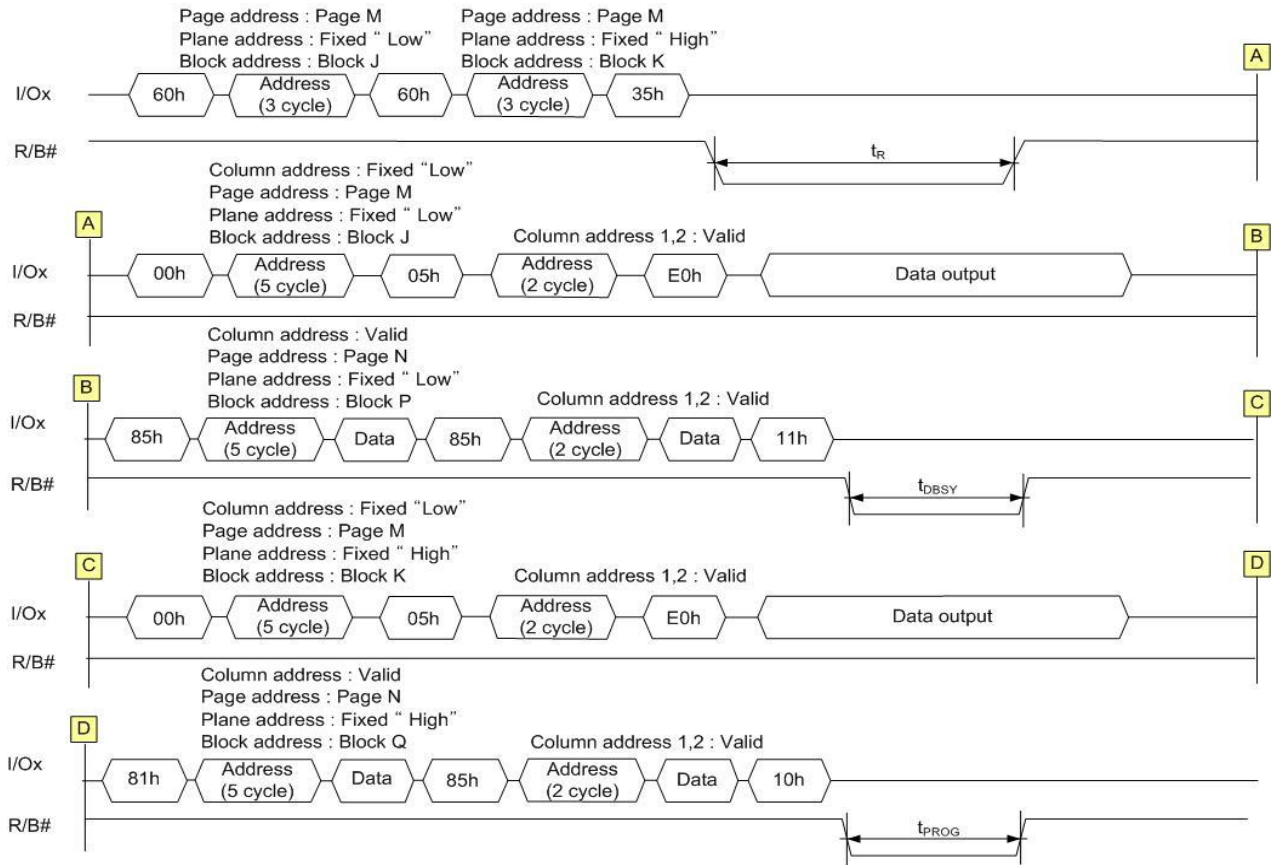 Page address : Page M
Plane address : Fixed “ Low”
Block address : Block J
Page address : Page M
Plane address : Fixed “ High”
Block address : Block K
A
I/Ox
60h
Address
(3 cycle)
60h
Address
(3 cycle)
35h
R/B#
tR
Column address : Fixed “Low”
Page address : Page M
Plane address : Fixed “ Low”
Block address : Block J
Column address 1,2 : Valid
A
B
I/Ox
00h
Address
(5 cycle)
05h
Address
(2 cycle)
E0h
Data output
R/B#
Column address : Valid
Page address : Page N
Plane address : Fixed “ Low”
Block address : Block P
Column address 1,2 : Valid
B
C
I/Ox
85h
Address
(5 cycle)
Data
85h
Address
(2 cycle)
Data
11h
R/B#
tDBSY
Column address : Fixed “Low”
Page address : Page M
Plane address : Fixed “ High”
Block address : Block K
Column address 1,2 : Valid
C
D
I/Ox
00h
Address
(5 cycle)
05h
Address
(2 cycle)
E0h
Data output
R/B#
Column address : Valid
Page address : Page N
Plane address : Fixed “ High”
Block address : Block Q
Column address 1,2 : Valid
D
I/Ox
81h
Address
(5 cycle)
Data
85h
Address
(2 cycle)
Data
10h
R/B#
tPROG